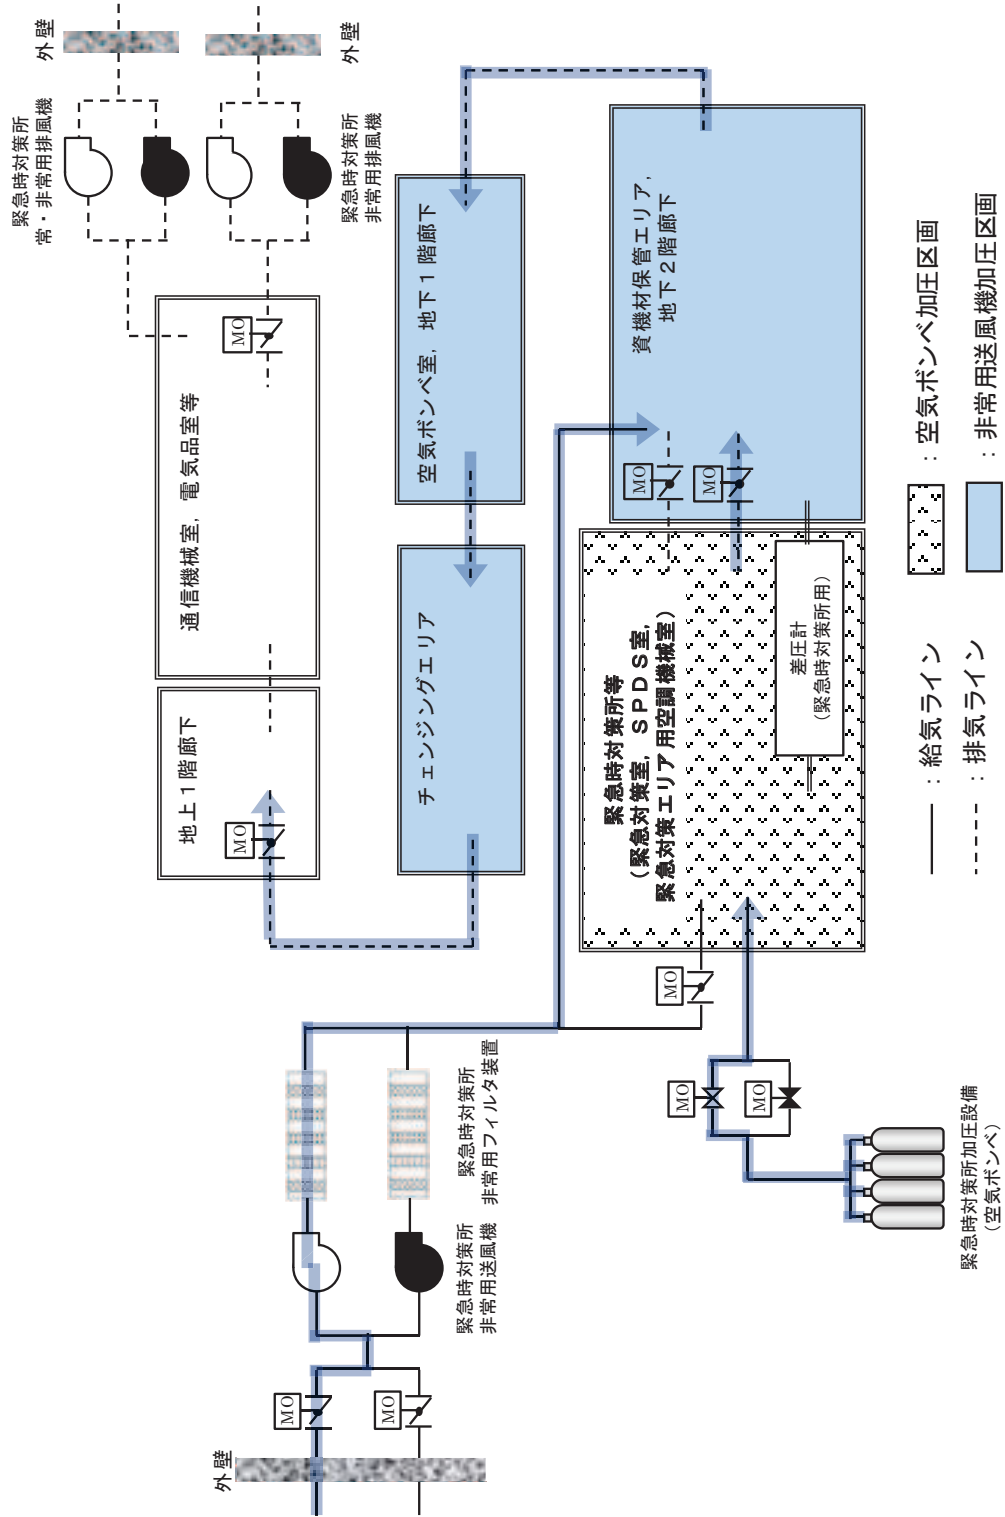 外壁
外壁
緊急時対策所
常・非常用排風機
緊急時対策所
非常用排風機
通信機械室，電気品室等
MO
地上１階廊下
MO
空気ボンベ室，地下１階廊下
チェンジングエリア
資機材保管エリア，
地下２階廊下
MO
MO
緊急時対策所等
（緊急対策室，ＳＰＤＳ室，
緊急対策エリア用空調機械室）
差圧計
（緊急時対策所用）
MO
外壁
MO
MO
緊急時対策所
非常用送風機
緊急時対策所
非常用フィルタ装置
MO
MO
緊急時対策所加圧設備
（空気ボンベ）
：給気ライン
：排気ライン
：空気ボンベ加圧区画
：非常用送風機加圧区画